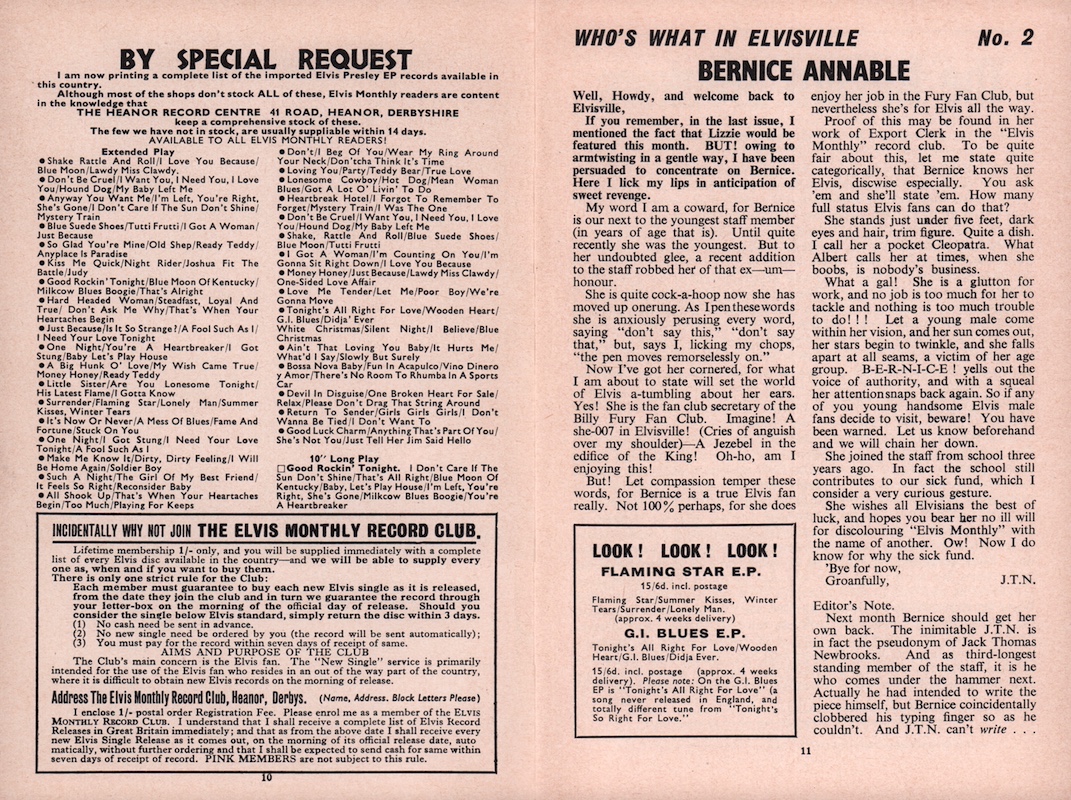 BY SPECIAL REQUEST
I am now printing a complete list of the imported Elvis Presley EP records available in
this country.
Although most of the shops don't stock ALL of these, Elvis Monthly readers are content
in the knowledge that
THE HEANOR RECORD CENTRE 41 ROAD, HEANOR, DERBYSHIRE
keep a comprehensive stock of these.
The few we have not in stock, are usually suppliable within 14 days.
AVAILABLE TO ALL ELVIS MONTHLY READERS!
Extended Play
●Shake Rattle And Roll/I Love You Because/
Blue Moon/Lawdy Miss Clawdy.
●Don't Be Cruel/I Want You, I Need You, I Love
You/Hound Dog/My Baby Left Me
●Anyway You Want Me/I'm Left, You're Right,
She's Gone/I Don't Care If The Sun Don't Shine/
Mystery Train
●Blue Suede Shoes/Tutti Frutti/I Got A Woman/
Just Because
●So Glad You're Mine/Old Shep/Ready Teddy/
Anyplace Is Paradise
●Kiss Me Quick/Night Rider/Joshua Fit The
Battle/Judy
●Good Rockin' Tonight/Blue Moon Of Kentucky/
Milkcow Blues Boogie/That's Alright
●Hard Headed Woman/Steadfast, Loyal And
True/Don't Ask Me Why/That's When Your
Heartaches Begin
●Just Because/Is It So Strange?/A Fool Such As I/
I Need Your Love Tonight
●One Night/You're A Heartbreaker/I Got
Stung/Baby Let's Play House
●A Big Hunk O' Love/My Wish Came True/
Money Honey/Ready Teddy
●Little Sister/Are You Lonesome Tonight/
His Latest Flame/I Gotta Know
●Surrender/Flaming Star/Lonely Man/Summer
Kisses, Winter Tears
●It's Now Or Never/A Mess Of Blues/Fame And
Fortune/Stuck On You
●One Night/I Got Stung/I Need Your Love
Tonight/A Fool Such As I
●Make Me Know It/Dirty, Dirty Feeling/I Will
Be Home Again/Soldier Boy
●Such A Night/The Girl Of My Best Friend/
It Feels So Right/Reconsider Baby
●All Shook Up/That's When Your Heartaches
Begin/Too Much/Playing For Keeps
●Don't/I Beg Of You/Wear My Ring Around
Your Neck/Don'tcha Think It's Time
●Loving You/Party/Teddy Bear/True Love
●Lonesome Cowboy/Hot Dog/Mean Woman
Blues/Got A Lot O' Livin' To Do
●Heartbreak Hotel/I Forgot To Remember To
Forget/Mystery Train/I Was The One
●Don't Be Cruel/I Want You, I Need You, I Love
You/Hound Dog/My Baby Left Me
●Shake, Rattle And Roll/Blue Suede Shoes/
Blue Moon/Tutti Frutti
●I Got A Woman/I'm Counting On You/I'm
Gonna Sit Right Down/I Love You Because
●Money Honey/Just Because/Lawdy Miss Clawdy/
One-Sided Love Affair
●Love Me Tender/Let Me/Poor Boy/We're
Gonna Move
●Tonight's All Right For Love/Wooden Heart/
G.I. Blues/Didja' Ever
White Christmas/Silent Night/I Believe/Blue
Christmas
●Ain't That Loving You Baby/It Hurts Me/
What'd I Say/Slowly But Surely
●Bossa Nova Baby/Fun In Acapulco/Vino Dinero
y Amor/There's No Room To Rhumba In A Sports
Car
●Devil In Disguise/One Broken Heart For Sale/
Relax/Please Don't Drag That String Around
●Return To Sender/Girls Girls Girls/I Don't
Wanna Be Tied/I Don't Want To
●Good Luck Charm/Anything That's Part Of You/
She's Not You/Just Tell Her Jim Said Hello
10" Long Play
□Good Rockin' Tonight. I Don't Care If The
Sun Don't Shine/That's All Right/Blue Moon Of
Kentucky/Baby, Let's Play House/I'm Left, You're
Right, She's Gone/Milkcow Blues Boogie/You're
A Heartbreaker
INCIDENTALLY WHY NOT JOIN THE ELVIS MONTHLY RECORD CLUB.
Lifetime membership 1/- only, and you will be supplied immediately with a complete
list of every Elvis disc available in the country—and we will be able to supply every
one as, when and if you want to buy them.
There is only one strict rule for the Club:
Each member must guarantee to buy each new Elvis single as it is released,
from the date they join the club and in turn we guarantee the record through
your letter-box on the morning of the official day of release. Should you
consider the single below Elvis standard, simply return the disc within 3 days.
(1) No cash need be sent in advance.
(2) No new single need be ordered by you (the record will be sent automatically);
(3) You must pay for the record within seven days of receipt of same.
AIMS AND PURPOSE OF THE CLUB
The Club's main concern is the Elvis fan. The "New Single" service is primarily
intended for the use of the Elvis fan who resides in an out of the way part of the country,
where it is difficult to obtain new Elvis records on the morning of release.
Address The Elvis Monthly Record Club, Heanor, Derbys. (Name, Address. Block Letters Please)
I enclose 1/- postal order Registration Fee. Please enrol me as a member of the ELVIS
MONTHLY RECORD CLUB. I understand that I shall receive a complete list of Elvis Record
Releases in Great Britain immediately; and that as from the above date I shall receive every
new Elvis Single Release as it comes out, on the morning of its official release date, auto
matically, without further ordering and that I shall be expected to send cash for same within
seven days of receipt of record. PINK MEMBERS are not subject to this rule.
10
WHO'S WHAT IN ELVISVILLE No. 2
BERNICE ANNABLE
Well, Howdy, and welcome back to
Elvisville,
If you remember, in the last issue, I
mentioned the fact that Lizzie would be
featured this month. BUT! owing to
armtwisting in a gentle way, I have been
persuaded to concentrate on Bernice.
Here I lick my lips in anticipation of
sweet revenge.
My word I am a coward, for Bernice
is our next to the youngest staff member
(in years of age that is). Until quite
recently she was the youngest. But to
her undoubted glee, a recent addition
to the staff robbed her of that ex—um—
honour.
She is quite cock-a-hoop now she has
moved up onerung. As Ipenthesewords
she is anxiously perusing every word,
saying "don't say this," "don't say
that," but, says I, licking my chops,
"the pen moves remorselessly on."
Now I've got her cornered, for what
I am about to state will set the world
of Elvis a-tumbling about her ears.
Yes! She is the fan club secretary of the
Billy Fury Fan Club. Imagine! A
she-007 in Elvisville! (Cries of anguish
over my shoulder)—A Jezebel in the
edifice of the King! Oh-ho, am I
enjoying this!
But! Let compassion temper these
words, for Bernice is a true Elvis fan
really. Not 100% perhaps, for she does
enjoy her job in the Fury Fan Club, but
nevertheless she's for Elvis all the way.
Proof of this may be found in her
work of Export Clerk in the "Elvis
Monthly" record club. To be quite
fair about this, let me state quite
categorically, that Bernice knows her
Elvis, discwise especially. You ask
'em and she'll state 'em. How many
full status Elvis fans can do that?
She stands just under five feet, dark
eyes and hair, trim figure. Quite a dish.
I call her a pocket Cleopatra. What
Albert calls her at times, when she
boobs, is nobody's business.
What a gal! She is a glutton for
work, and no job is too much for her to
tackle and nothing is too much trouble
to do!!! Let a young male come
within her vision, and her sun comes out,
her stars begin to twinkle, and she falls
apart at all seams, a victim of her age
group. B-E-R-N-I-C-E! yells out the
voice of authority, and with a squeal
her attentionsnaps back again. So if any
of you young handsome Elvis male
fans decide to visit, beware! You have
been warned. Let us know beforehand
and we will chain her down.
She joined the staff from school three
years ago. In fact the school still
contributes to our sick fund, which I
consider a very curious gesture.
She wishes all Elvisians the best of
luck, and hopes you bear her no ill will
for discolouring "Elvis Monthly" with
the name of another. Ow! Now I do
know for why the sick fund.
'Bye for now,
Groanfully, J.T.N.
Editor's Note.
Next month Bernice should get her
own back. The inimitable J.T.N. is
in fact the pseudonym of Jack Thomas
Newbrooks. And as third-longest
standing member of the staff, it is he
who comes under the hammer next.
Actually he had intended to write the
piece himself, but Bernice coincidentally
clobbered his typing finger so as he
couldn't. And J.T.N. can't write . . .
LOOK! LOOK! LOOK!
FLAMING STAR E.P.
15/6d. incl. postage
Flaming Star/Summer Kisses, Winter
Tears/Surrender/Lonely Man.
(approx. 4 weeks delivery)
G.I. BLUES E.P.
Tonight's All Right For Love/Wooden
Heart/G.I. Blues/Didja Ever.
15/6d. incl. postage (approx. 4 weeks
delivery). Please note: On the G.I. Blues
EP is "Tonight's All Right For Love" (a
song never released in England, and
totally different tune from "Tonight's
So Right For Love."
11